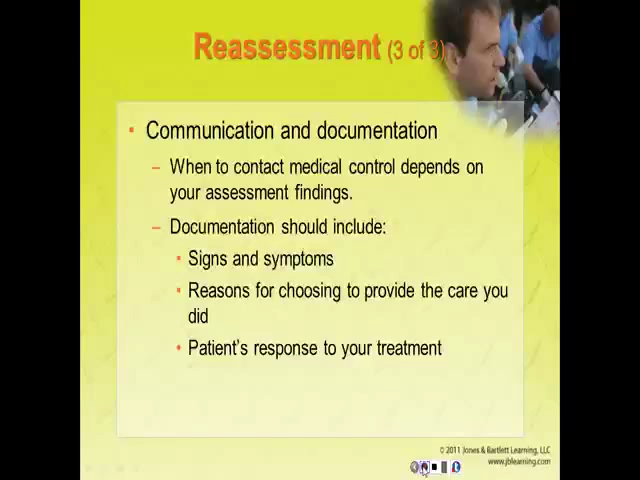 Reassessment (3 of 3)
• Communication and documentation
– When to contact medical control depends on
your assessment findings.
– Documentation should include:
• Signs and symptoms
• Reasons for choosing to provide the care you
did
• Patient's response to your treatment
© 2011 Jones & Bartlett Learning, LLC
www.jblearning.com